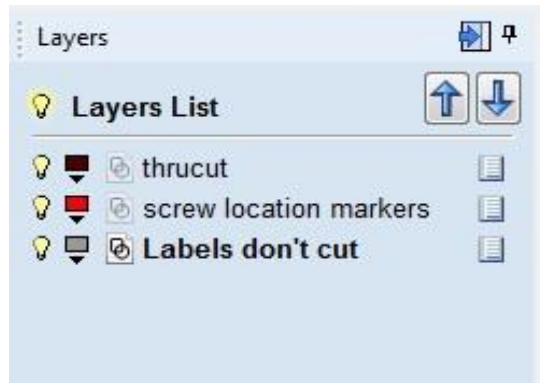 Layers
Layers List
thrucut
screw location markers
Labels don't cut